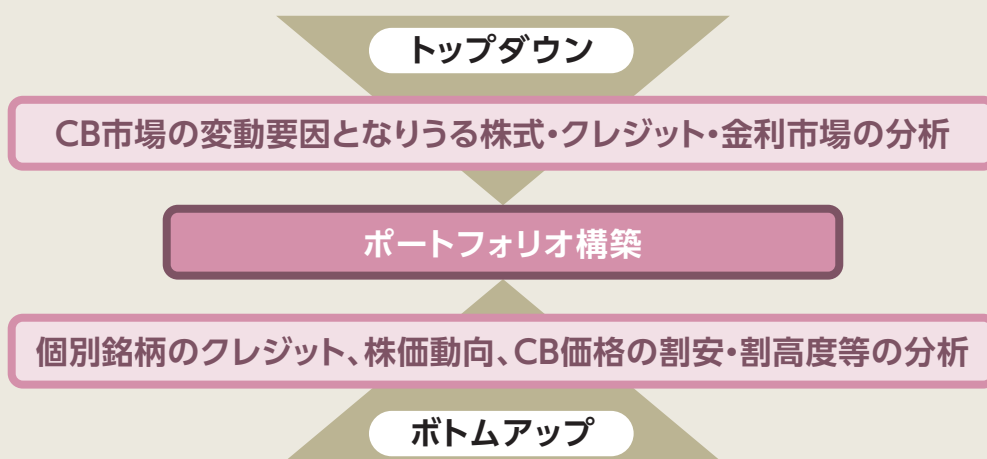 トップダウン
CB市場の変動要因となりうる株式・クレジット・金利市場の分析
ポートフォリオ構築
個別銘柄のクレジット、株価動向、CB価格の割安・割高度等の分析
ボトムアップ